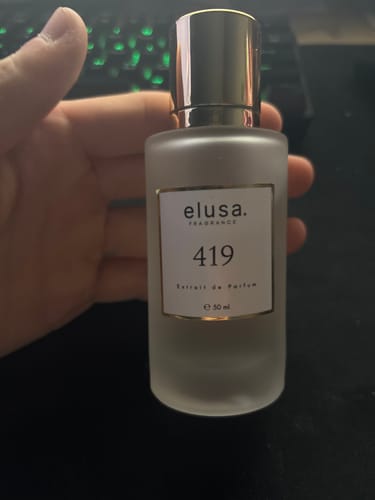 elusa.
FRAGRANCE
419
Extrait de Parfum
℮ 50 ml